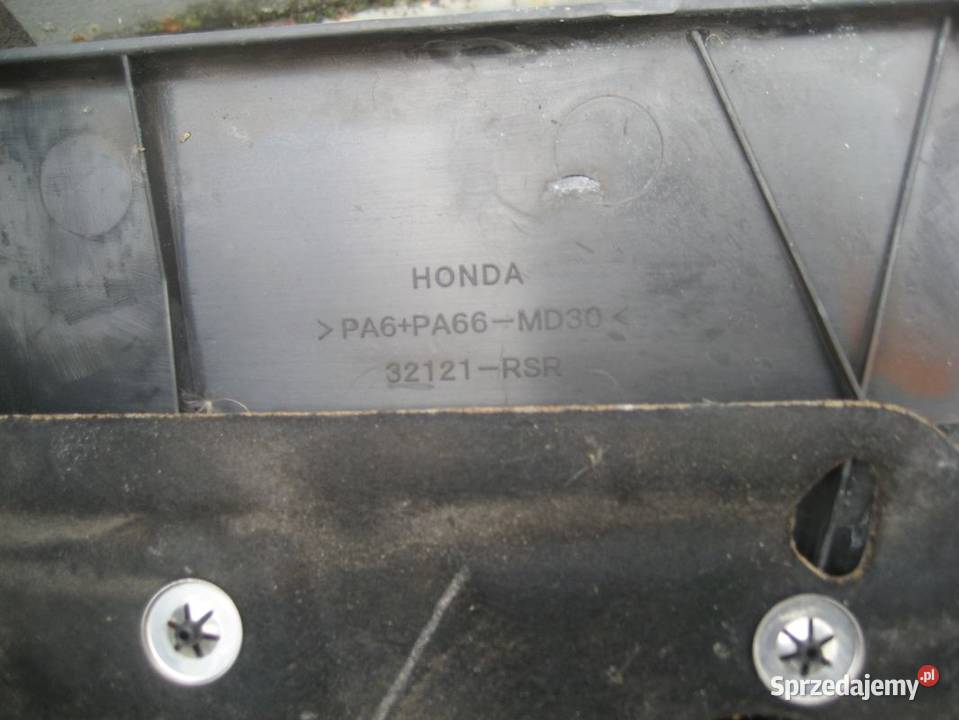 HONDA
>PA6+PA66-MD30<
32121-RSR
Sprzedajemy.pl